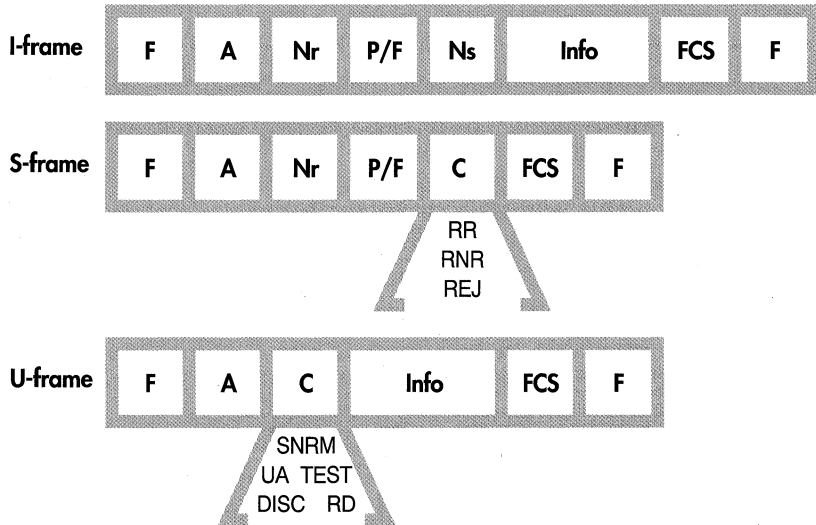 I-frame F A Nr P/F Ns Info FCS F
S-frame F A Nr P/F C FCS F
RR
RNR
REJ
U-frame F A C Info FCS F
SNRM
UA TEST
DISC RD